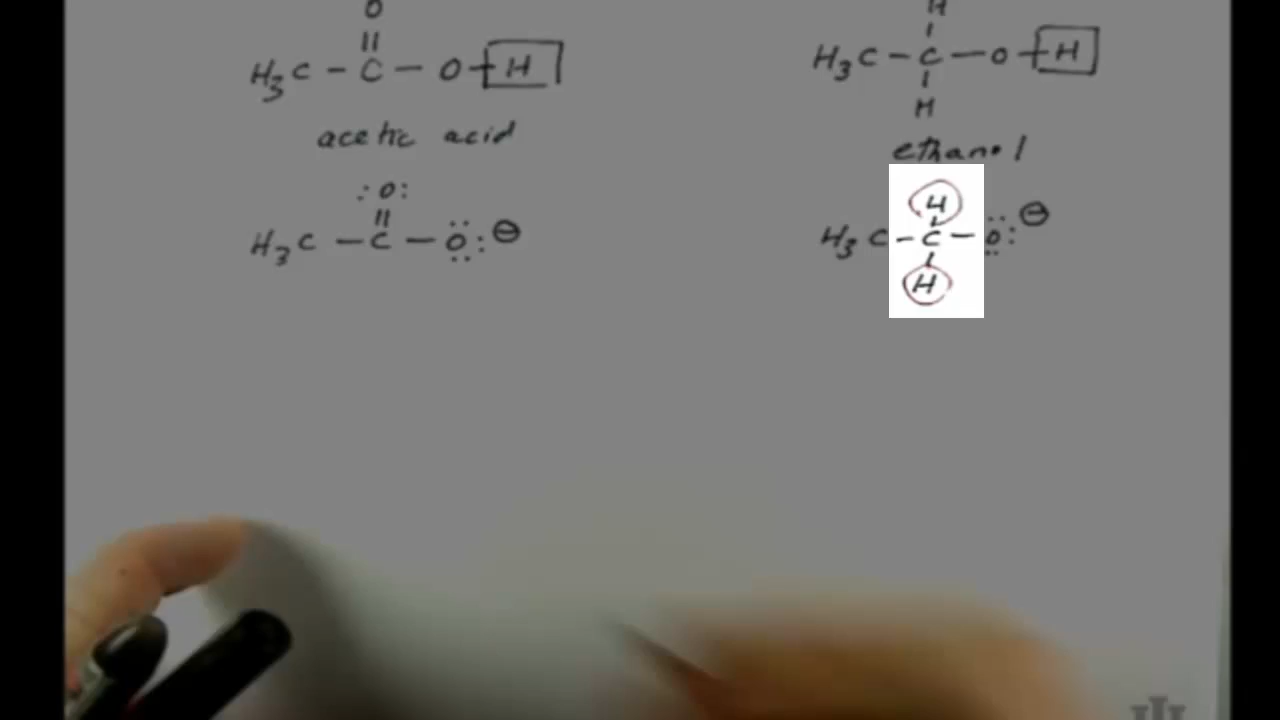 O H
|| |
H3C - C - O - H H3C - C - O - H
|
H
acetic acid ethanol
:O: H
|| |
H3C - C - O: ⊖ H3C - C - O: ⊖
|
H